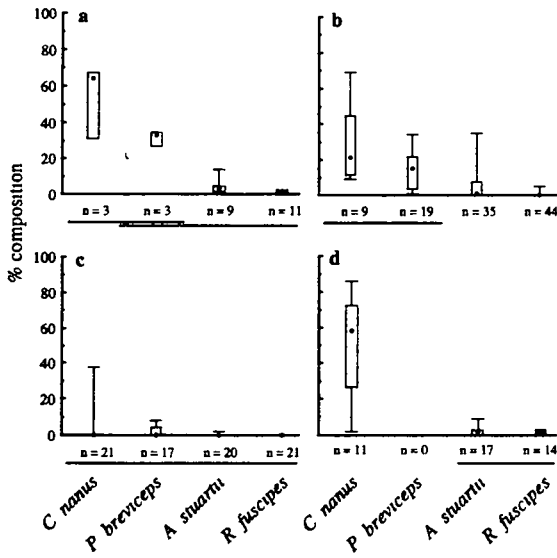 a
b
100
80
60
40
20
0
n = 3 n = 3 n = 9 n = 11
n = 9 n = 19 n = 35 n = 44
% composition
c
d
100
80
60
40
20
0
n = 21 n = 17 n = 20 n = 21
n = 11 n = 0 n = 17 n = 14
C nanus
P breviceps
A stuartii
R fuscipes
C nanus
P breviceps
A stuartii
R fuscipes